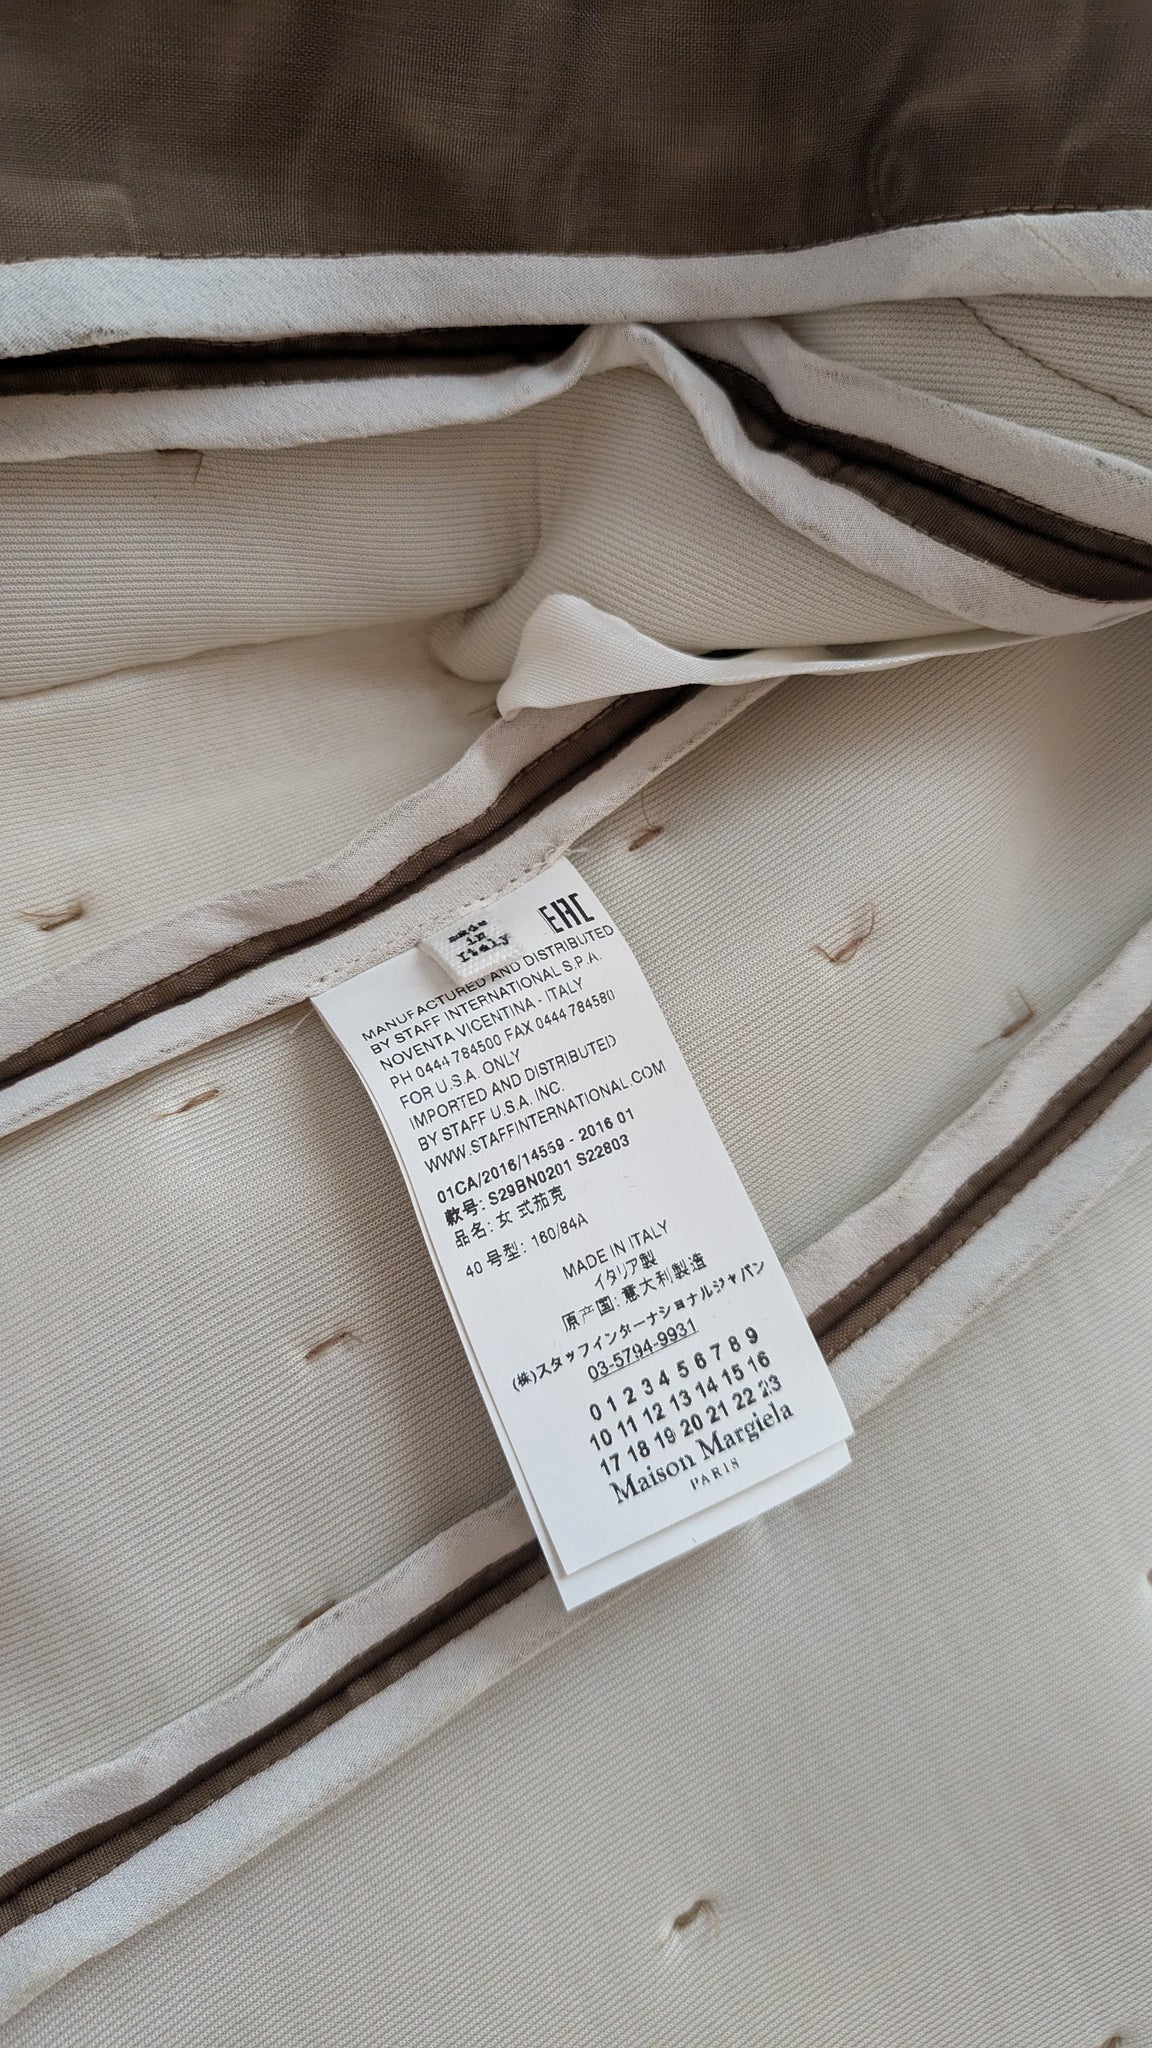 made
in
Italy
EAC
MANUFACTURED AND DISTRIBUTED
BY STAFF INTERNATIONAL S.P.A.
NOVENTA VICENTINA - ITALY
PH 0444 784500 FAX 0444 784580
FOR U.S.A. ONLY
IMPORTED AND DISTRIBUTED
BY STAFF U.S.A. INC.
WWW.STAFFINTERNATIONAL.COM
01CA/2016/14559 - 2016 01
款号: S29BN0201 S22803
品名: 女式茄克
40 号型: 160/84A
MADE IN ITALY
イタリア製
原产国: 意大利製造
(株)スタッフインターナショナルジャパン
03-5794-9931
0 1 2 3 4 5 6 7 8 9
10 11 12 13 14 15 16
17 18 19 20 21 22 23
Maison Margiela
PARIS